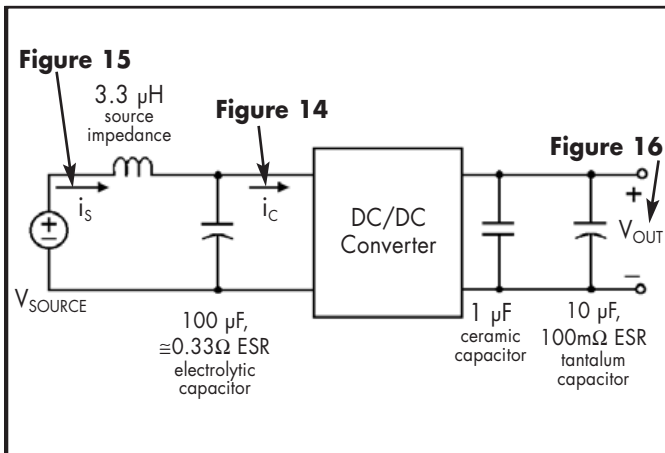 Figure 15
3.3 µH
source
impedance
Figure 14
Figure 16
iS
iC
DC/DC
Converter
+
VOUT
–
+
–
VSOURCE
100 µF,
≅0.33Ω ESR
electrolytic
capacitor
1 µF
ceramic
capacitor
10 µF,
100mΩ ESR
tantalum
capacitor